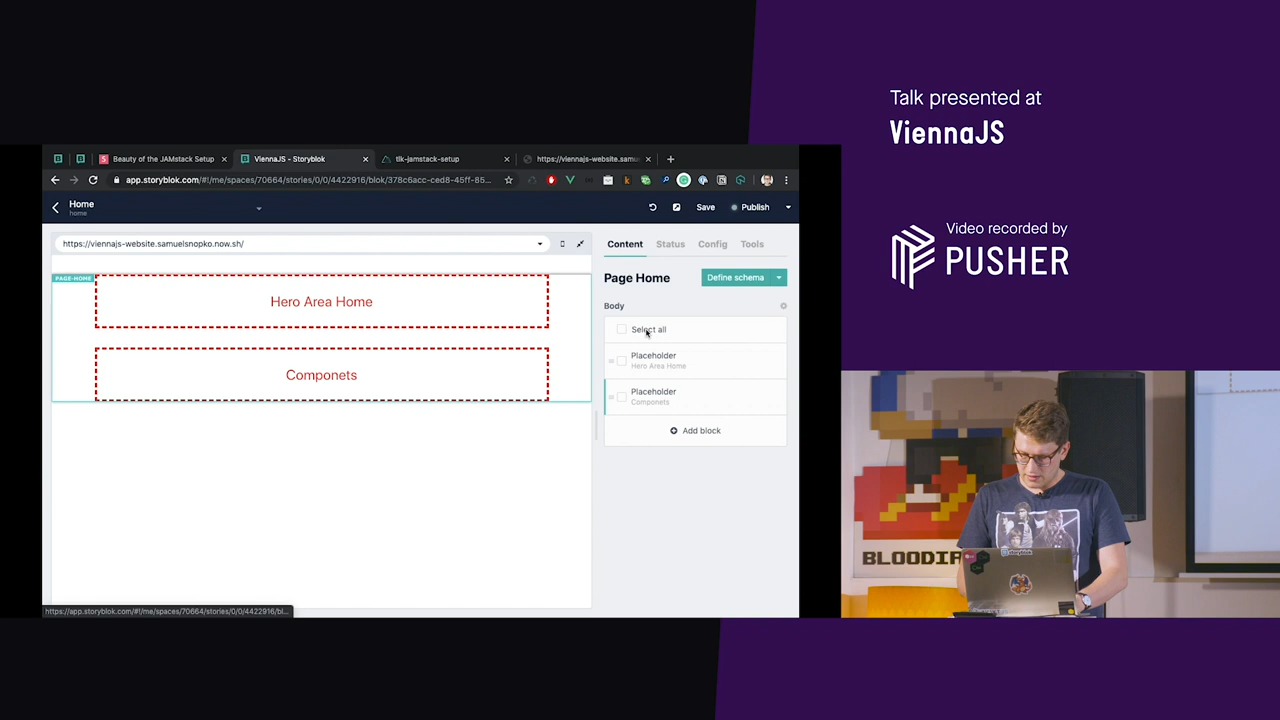 Talk presented at
ViennaJS
Video recorded by
PUSHER
Beauty of the JAMstack Setup
ViennaJS - Storyblok
tlk-jamstack-setup
https://viennajs-website.samu
app.storyblok.com/#!/me/spaces/70664/stories/0/0/4422916/blok/378c6acc-ced8-45ff-85...
Home
home
Save
Publish
https://viennajs-website.samuelsnopko.now.sh/
Content
Status
Config
Tools
PAGE-HOME
Hero Area Home
Componets
Page Home
Define schema
Body
Select all
Placeholder
Hero Area Home
Placeholder
Componets
Add block
https://app.storyblok.com/#!/me/spaces/70664/stories/0/0/4422916/bl...
BLOODIR
storyblok